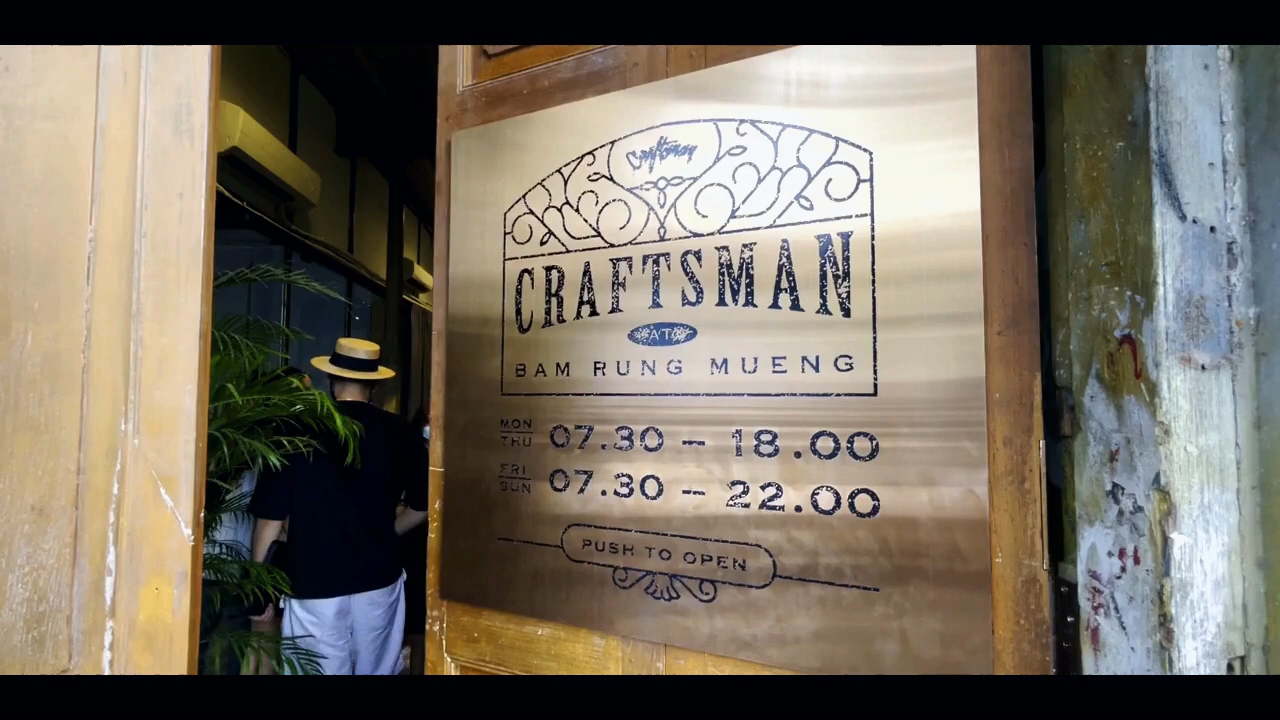 Craftsman
CRAFTSMAN
AT
BAM RUNG MUENG
MON
THU
07.30 – 18.00
FRI
SUN
07.30 – 22.00
PUSH TO OPEN